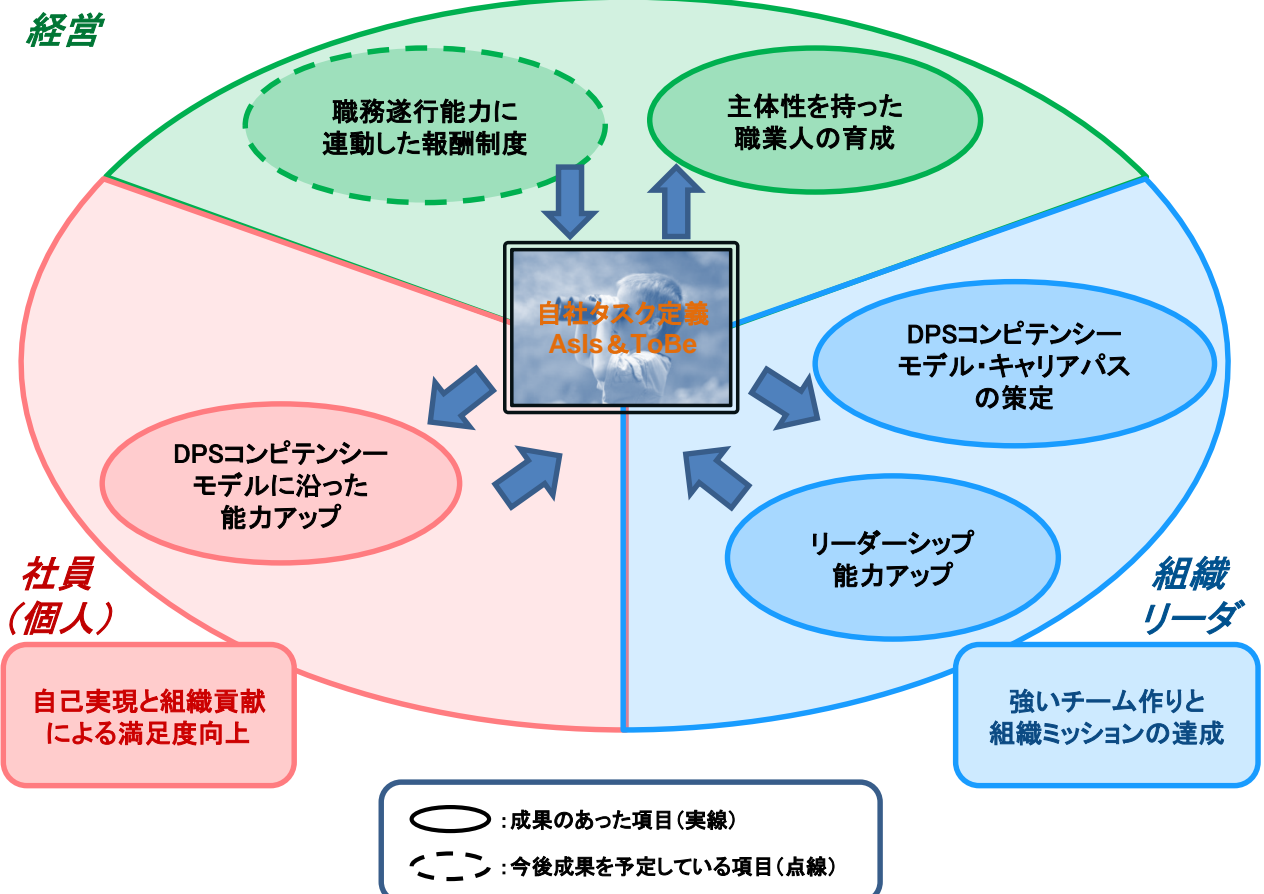 経営
職務遂行能力に
連動した報酬制度
主体性を持った
職業人の育成
自社タスク定義
AsIs＆ToBe
DPSコンピテンシー
モデル・キャリアパス
の策定
DPSコンピテンシー
モデルに沿った
能力アップ
リーダーシップ
能力アップ
社員
（個人）
組織
リーダ
自己実現と組織貢献
による満足度向上
強いチーム作りと
組織ミッションの達成
：成果のあった項目（実線）
：今後成果を予定している項目（点線）